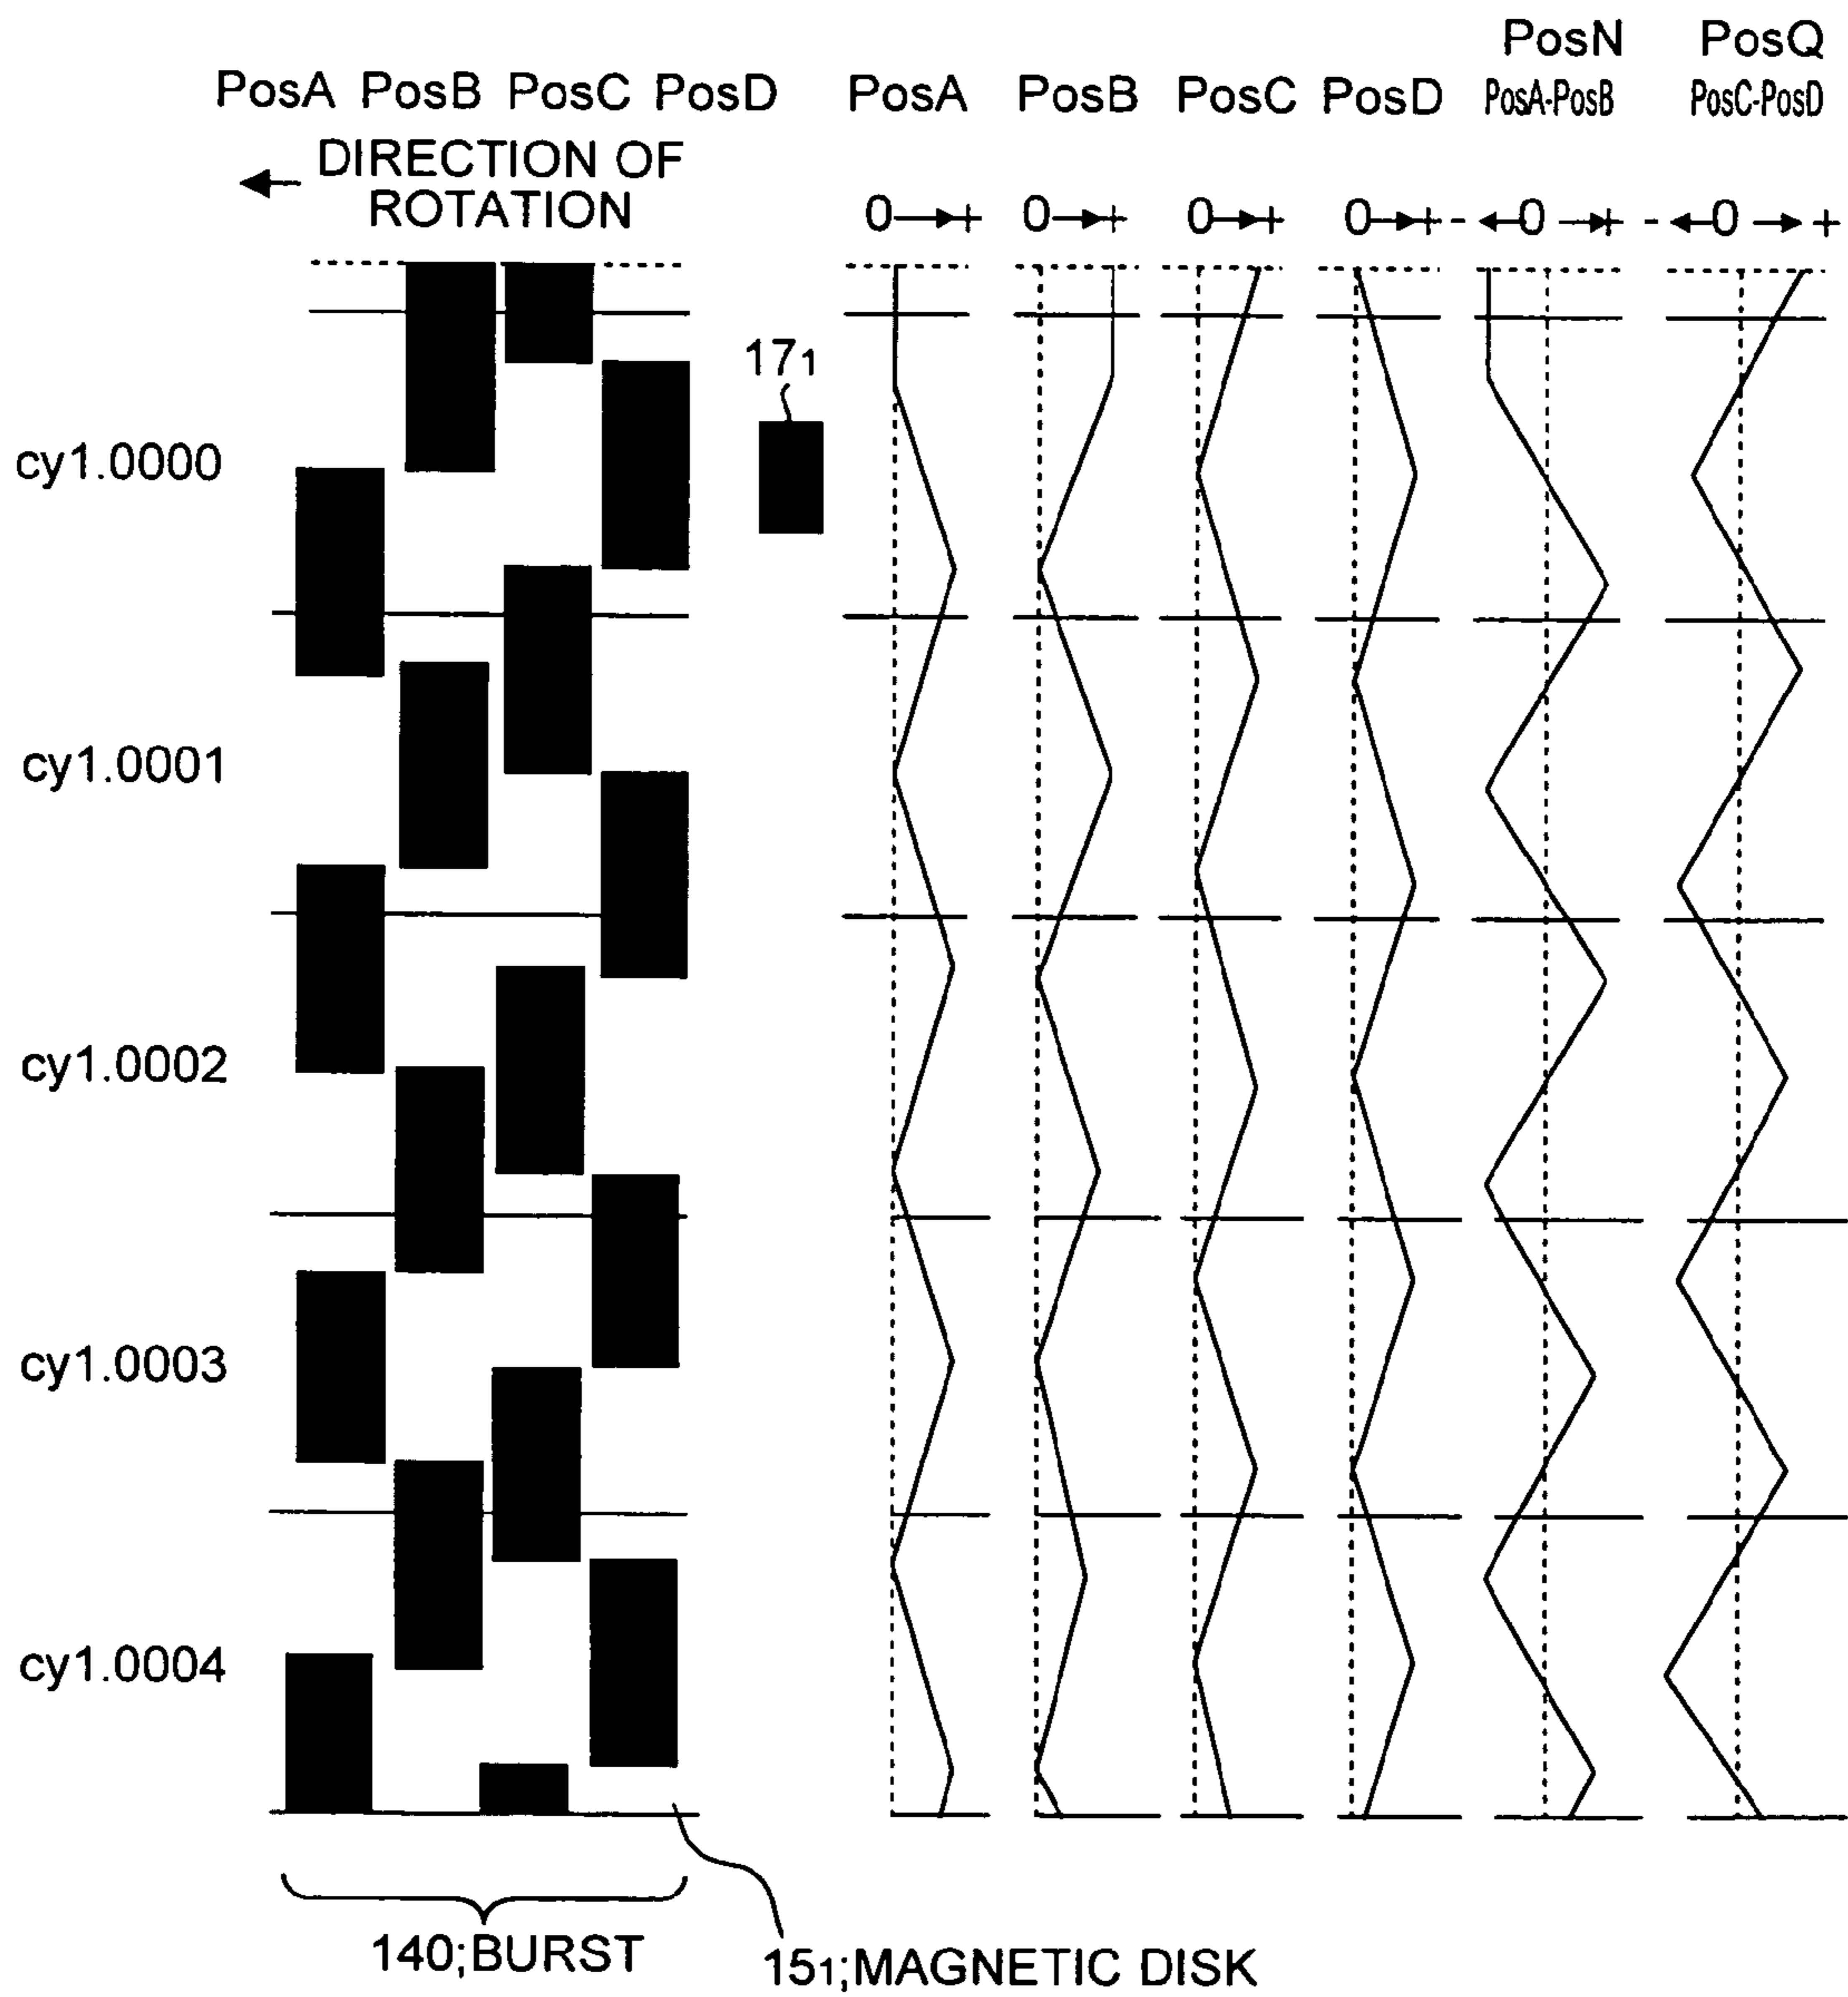 PosN PosQ
PosA PosB PosC PosD PosA PosB PosC PosD PosA-PosB PosC-PosD
DIRECTION OF
ROTATION
0 + 0 + 0 + 0 + - 0 + - 0 +
171
cy1.0000
cy1.0001
cy1.0002
cy1.0003
cy1.0004
140;BURST
151;MAGNETIC DISK